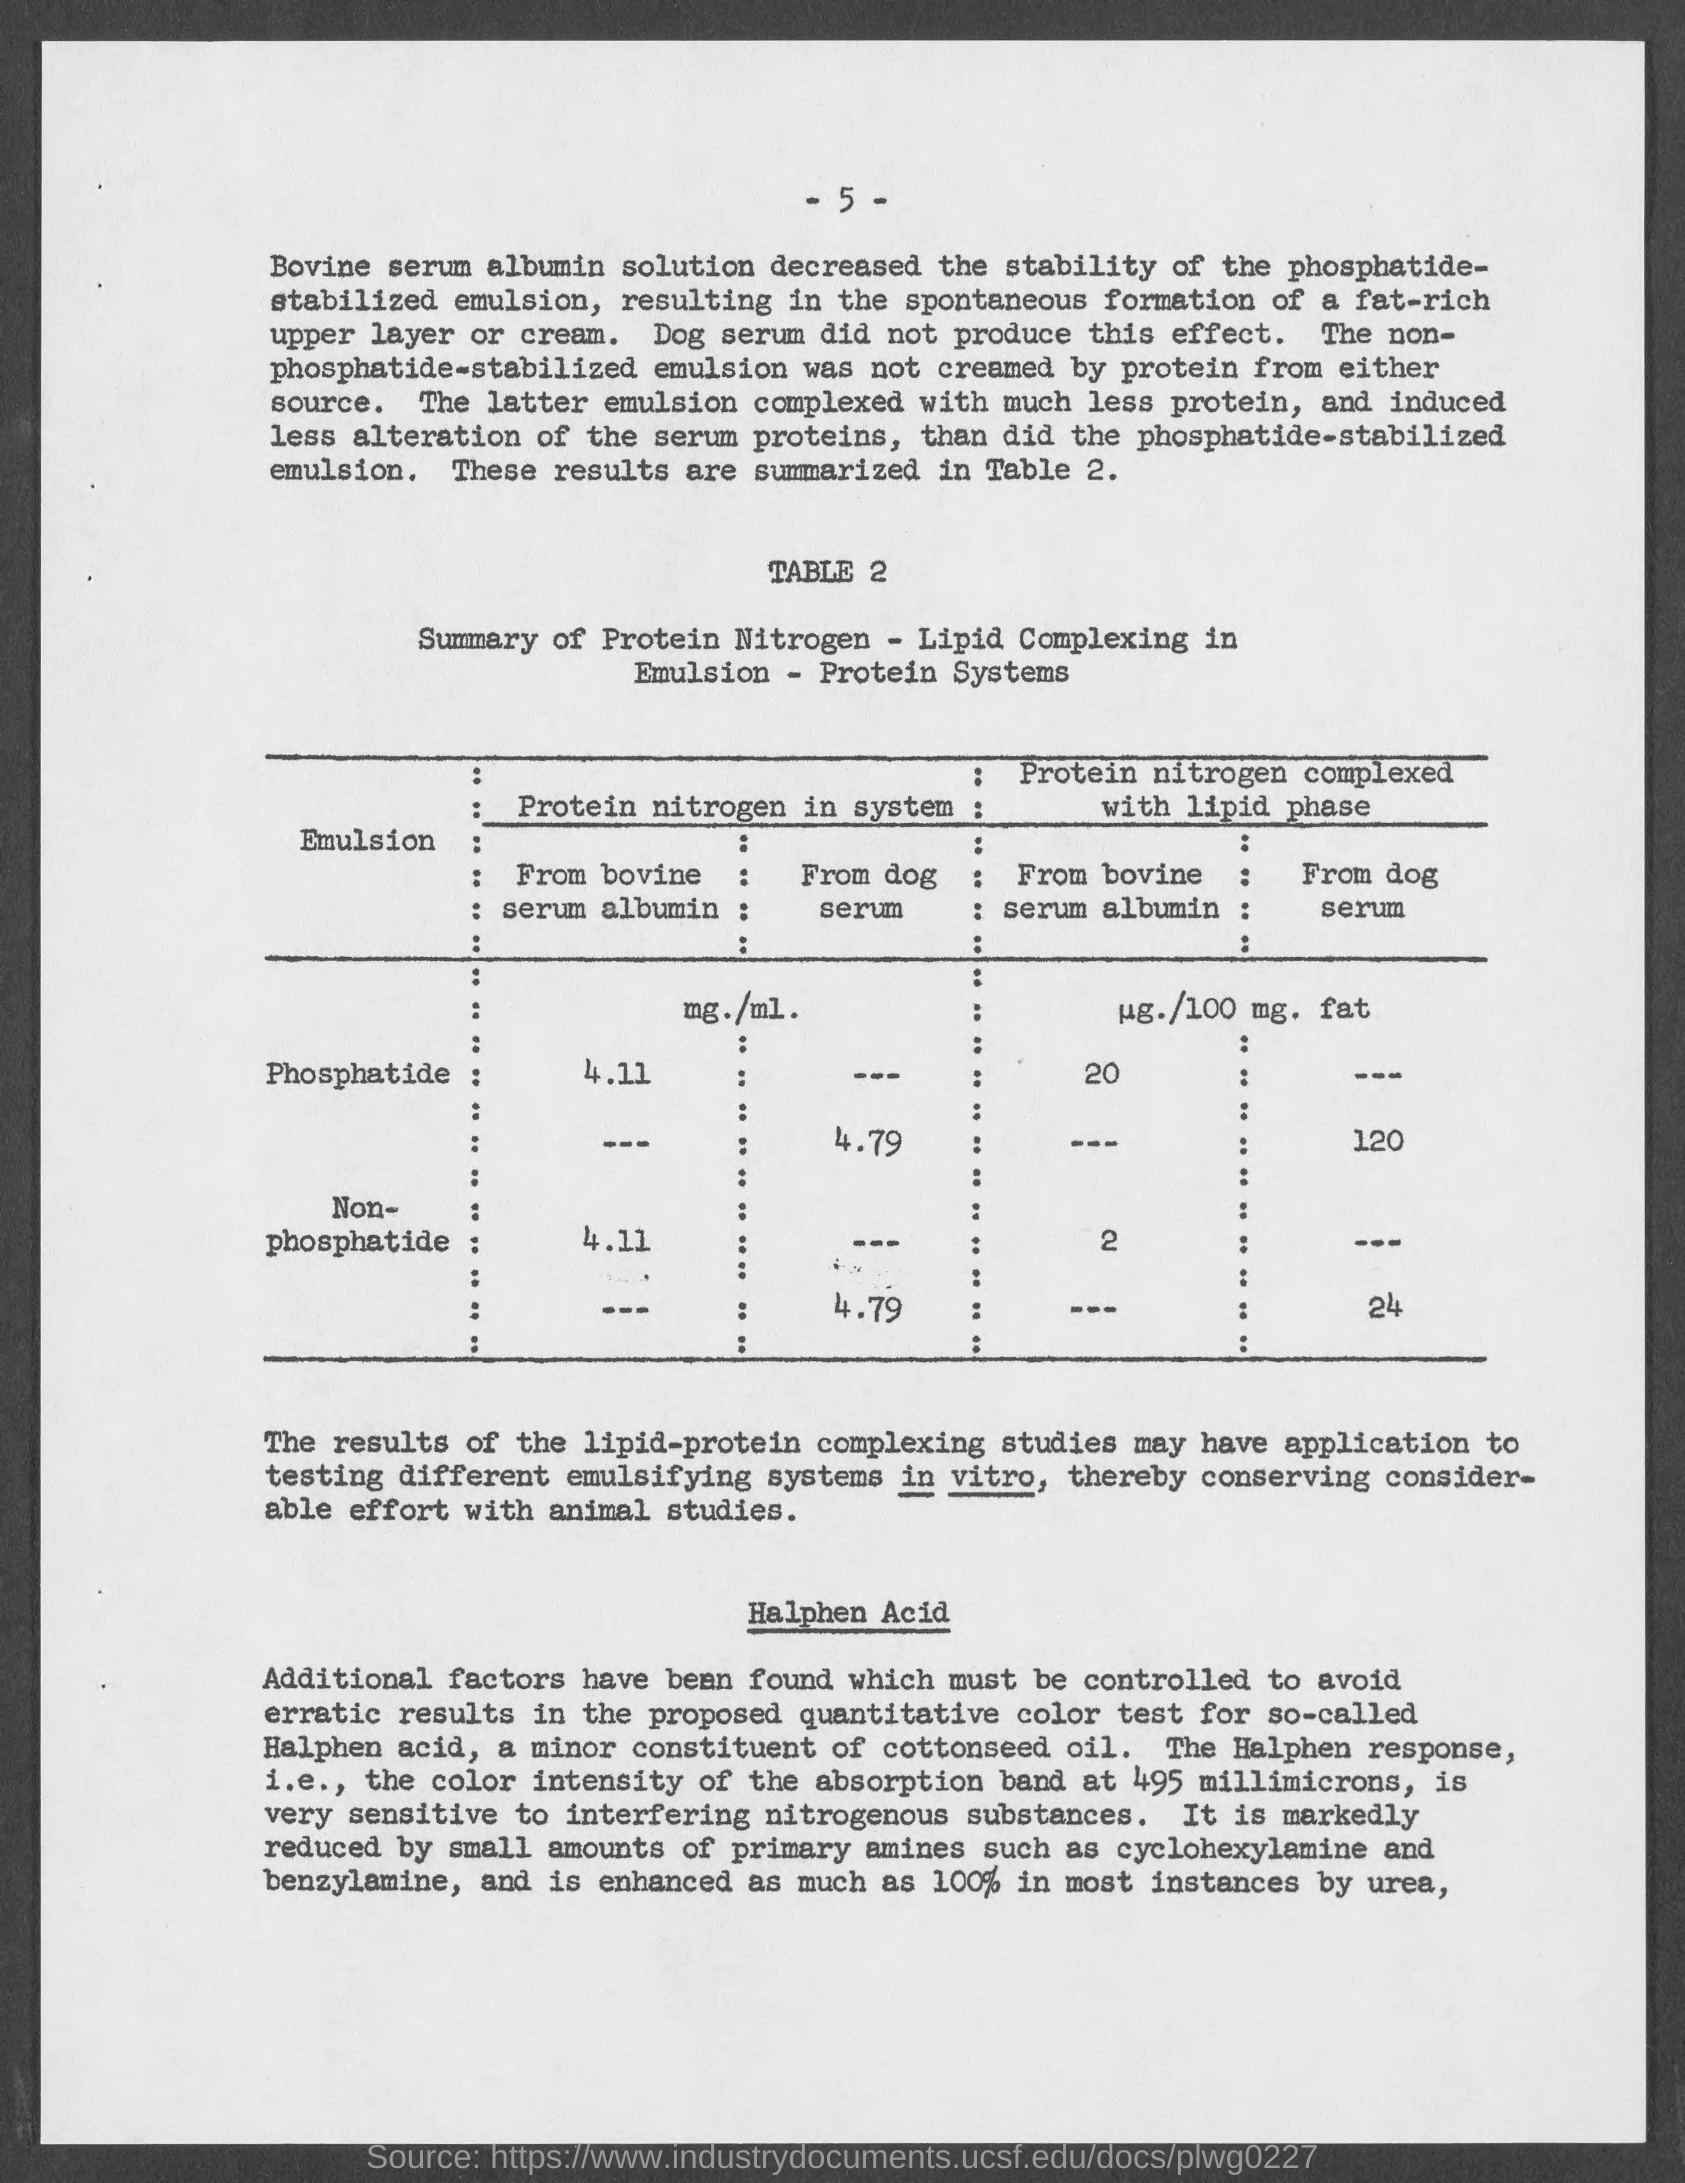 - 5 -
Bovine serum albumin solution decreased the stability of the phosphatide-
stabilized emulsion, resulting in the spontaneous formation of a fat-rich
upper layer or cream. Dog serum did not produce this effect. The non-
phosphatide-stabilized emulsion was not creamed by protein from either
source. The latter emulsion complexed with much less protein, and induced
less alteration of the serum proteins, than did the phosphatide-stabilized
emulsion. These results are summarized in Table 2.
TABLE 2
Summary of Protein Nitrogen - Lipid Complexing in
Emulsion - Protein Systems
: : Protein nitrogen complexed
: Protein nitrogen in system : with lipid phase
Emulsion : : : :
: From bovine : From dog : From bovine : From dog
: serum albumin : serum : serum albumin : serum
: : : :
: :
: mg./ml. : µg./100 mg. fat
: : : :
Phosphatide : 4.11 : --- : 20 : ---
: : : :
: --- : 4.79 : --- : 120
: : : :
Non- : : : :
phosphatide : 4.11 : --- : 2 : ---
: : : :
: --- : 4.79 : --- : 24
: : : :
The results of the lipid-protein complexing studies may have application to
testing different emulsifying systems in vitro, thereby conserving consider-
able effort with animal studies.
Halphen Acid
Additional factors have been found which must be controlled to avoid
erratic results in the proposed quantitative color test for so-called
Halphen acid, a minor constituent of cottonseed oil. The Halphen response,
i.e., the color intensity of the absorption band at 495 millimicrons, is
very sensitive to interfering nitrogenous substances. It is markedly
reduced by small amounts of primary amines such as cyclohexylamine and
benzylamine, and is enhanced as much as 100% in most instances by urea,
Source: https://www.industrydocuments.ucsf.edu/docs/plwg0227